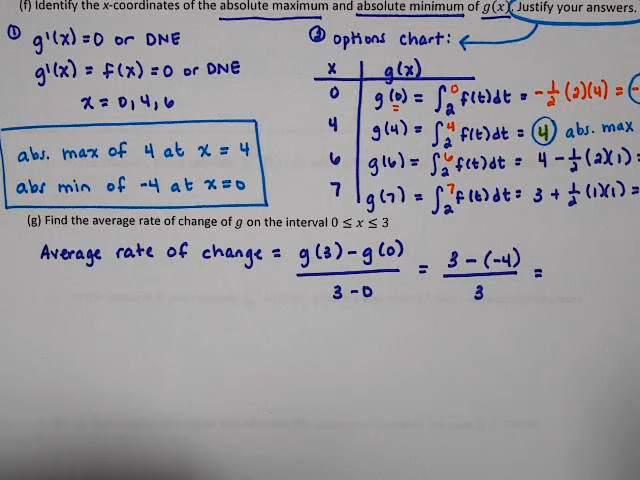 (f) Identify the x-coordinates of the absolute maximum and absolute minimum of g(x). Justify your answers.
① g'(x) = 0 or DNE
g'(x) = f(x) = 0 or DNE
x = 0, 4, 6
abs. max of 4 at x = 4
abs min of -4 at x = 0
② options chart:
x | g(x)
0 | g(0) = ∫₂⁰ f(t)dt = -½(2)(4) =
4 | g(4) = ∫₂⁴ f(t)dt = 4 abs. max
6 | g(6) = ∫₂⁶ f(t)dt = 4 - ½(2)(1) =
7 | g(7) = ∫₂⁷ f(t)dt = 3 + ½(1)(1) =
(g) Find the average rate of change of g on the interval 0 ≤ x ≤ 3
Average rate of change = g(3) - g(0) / 3 - 0 = 3 - (-4) / 3 =